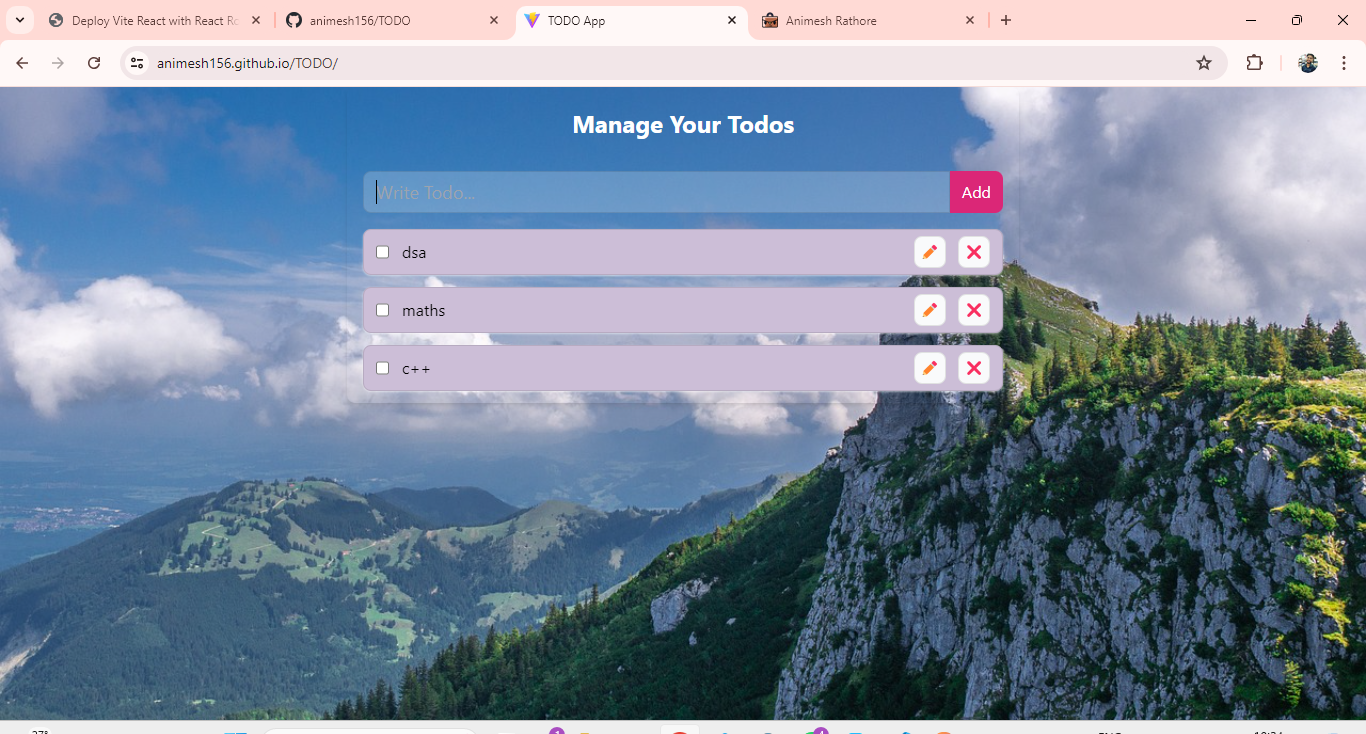 Deploy Vite React with React Ro
animesh156/TODO
TODO App
Animesh Rathore
animesh156.github.io/TODO/
Manage Your Todos
Write Todo...
Add
dsa
maths
c++